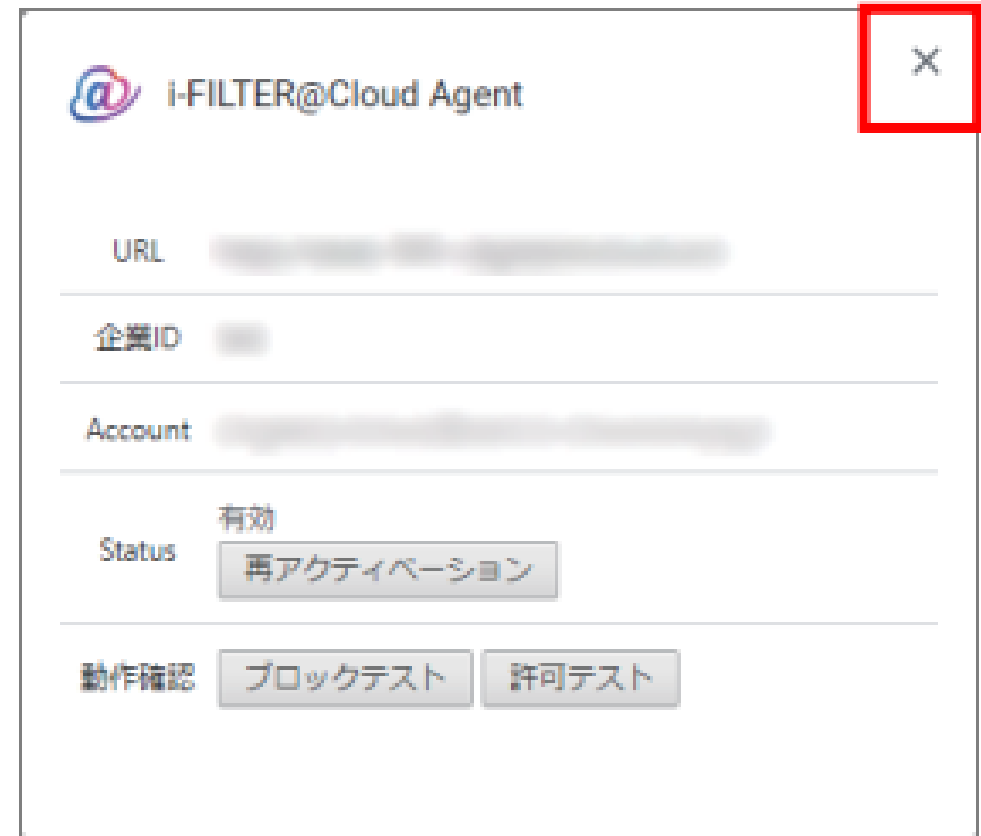 i-FILTER@Cloud Agent
URL
企業ID
Account
Status
有効
再アクティベーション
動作確認 ブロックテスト 許可テスト